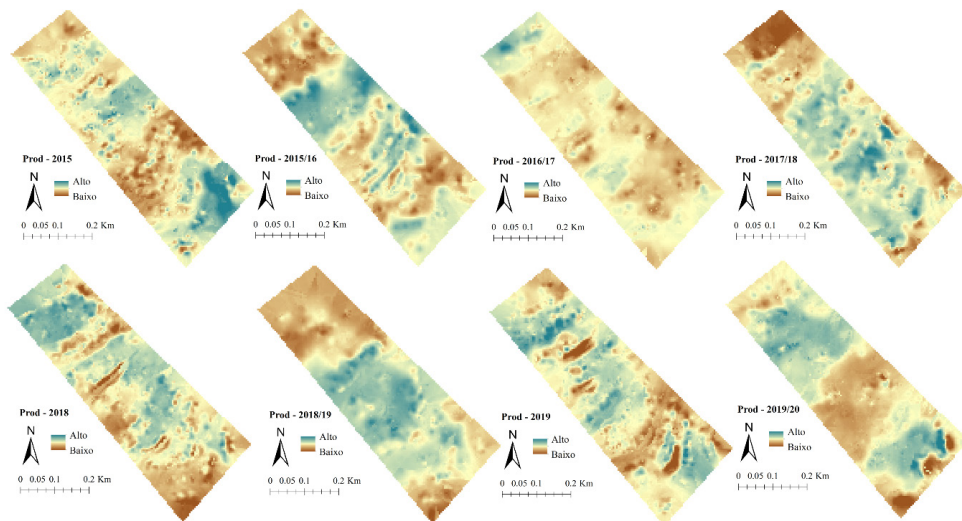 Prod - 2015
N
Alto
Baixo
0 0.05 0.1 0.2 Km
Prod - 2015/16
N
Alto
Baixo
0 0.05 0.1 0.2 Km
Prod - 2016/17
N
Alto
Baixo
0 0.05 0.1 0.2 Km
Prod - 2017/18
N
Alto
Baixo
0 0.05 0.1 0.2 Km
Prod - 2018
N
Alto
Baixo
0 0.05 0.1 0.2 Km
Prod - 2018/19
N
Alto
Baixo
0 0.05 0.1 0.2 Km
Prod - 2019
N
Alto
Baixo
0 0.05 0.1 0.2 Km
Prod - 2019/20
N
Alto
Baixo
0 0.05 0.1 0.2 Km